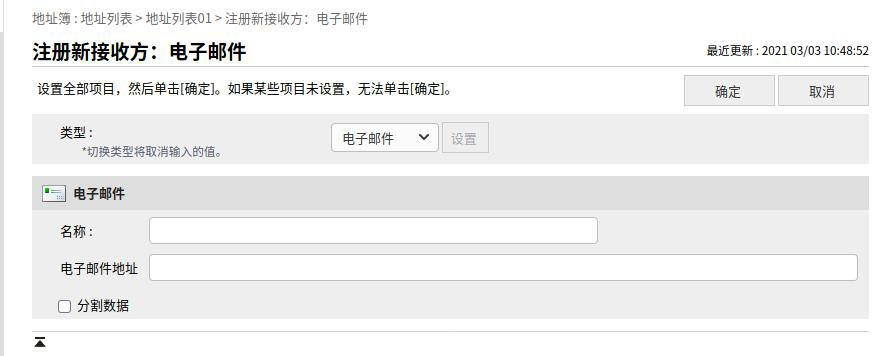 地址簿 : 地址列表 > 地址列表01 > 注册新接收方：电子邮件
注册新接收方：电子邮件
最近更新 : 2021 03/03 10:48:52
设置全部项目，然后单击[确定]。如果某些项目未设置，无法单击[确定]。
确定
取消
类型 :
*切换类型将取消输入的值。
电子邮件
设置
电子邮件
名称 :
电子邮件地址
分割数据